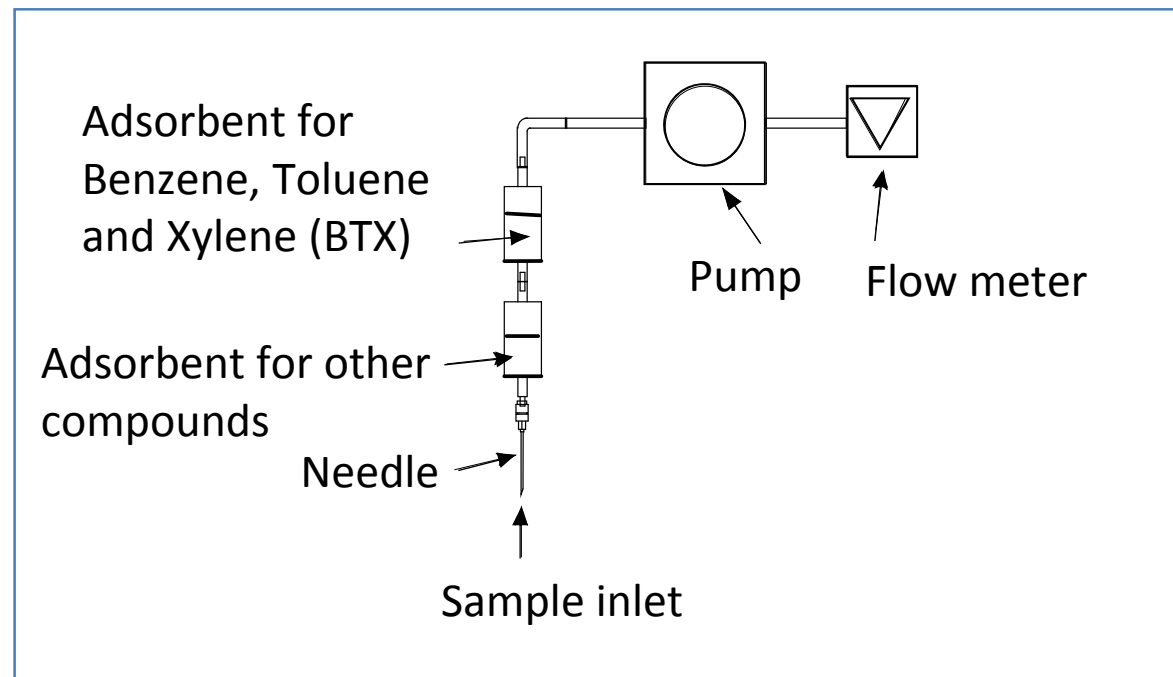 Adsorbent for
Benzene, Toluene
and Xylene (BTX)
Pump
Flow meter
Adsorbent for other
compounds
Needle
Sample inlet